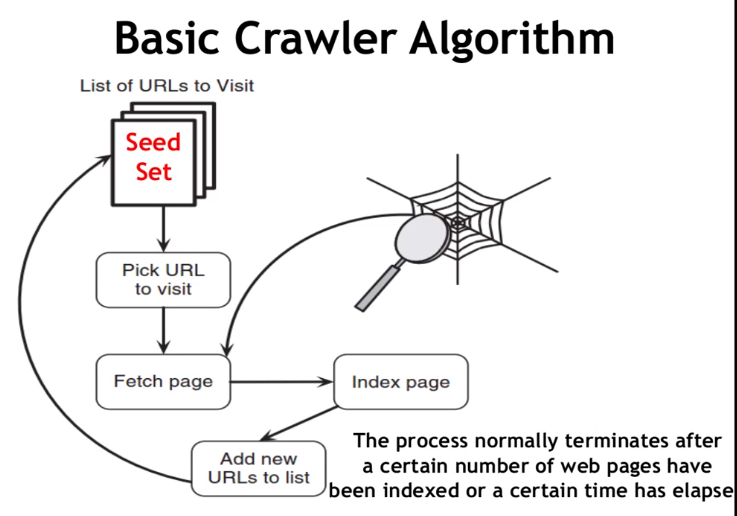 Basic Crawler Algorithm
List of URLs to Visit
Seed
Set
Pick URL
to visit
Fetch page
Index page
Add new
URLs to list
The process normally terminates after
a certain number of web pages have
been indexed or a certain time has elapse